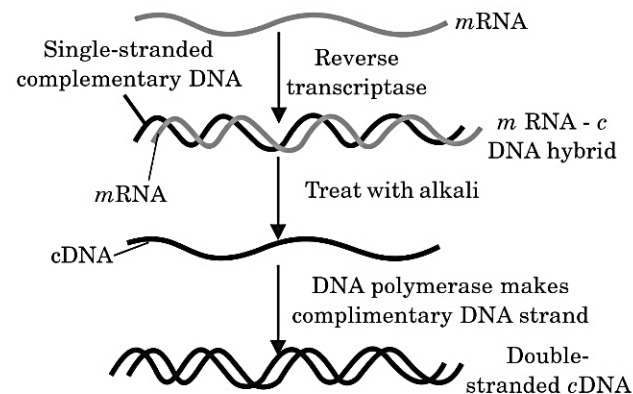 mRNA
Single-stranded
complementary DNA
Reverse
transcriptase
m RNA - c
DNA hybrid
mRNA
Treat with alkali
cDNA
DNA polymerase makes
complimentary DNA strand
Double-
stranded cDNA